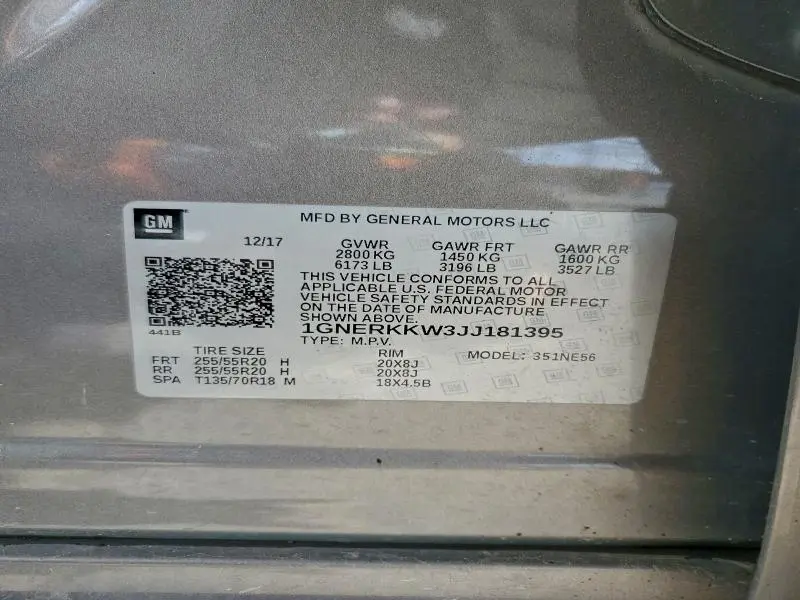 GM
MFD BY GENERAL MOTORS LLC
12/17 GVWR GAWR FRT GAWR RR
2800 KG 1450 KG 1600 KG
6173 LB 3196 LB 3527 LB
THIS VEHICLE CONFORMS TO ALL
APPLICABLE U.S. FEDERAL MOTOR
VEHICLE SAFETY STANDARDS IN EFFECT
ON THE DATE OF MANUFACTURE
SHOWN ABOVE.
441B
1GNERKKW3JJ181395
TYPE: M.P.V.
TIRE SIZE RIM MODEL: 351NE56
FRT 255/55R20 H 20X8J
RR 255/55R20 H 20X8J
SPA T135/70R18 M 18X4.5B